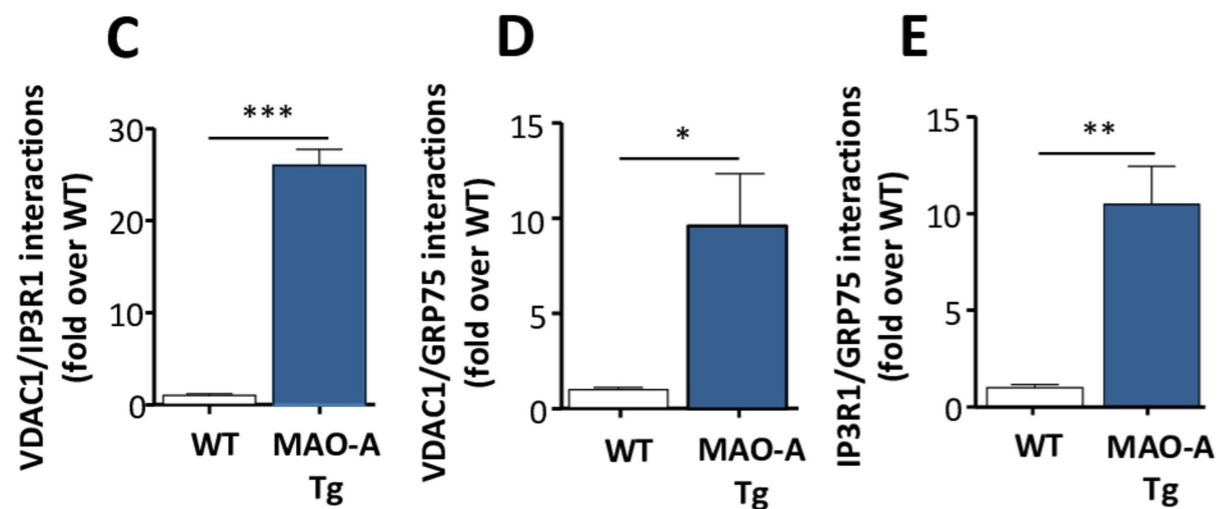 C
VDAC1/IP3R1 interactions
(fold over WT)
***
30
20
10
0
WT
MAO-A
Tg
D
VDAC1/GRP75 interactions
(fold over WT)
*
15
10
5
0
WT
MAO-A
Tg
E
IP3R1/GRP75 interactions
(fold over WT)
**
15
10
5
0
WT
MAO-A
Tg